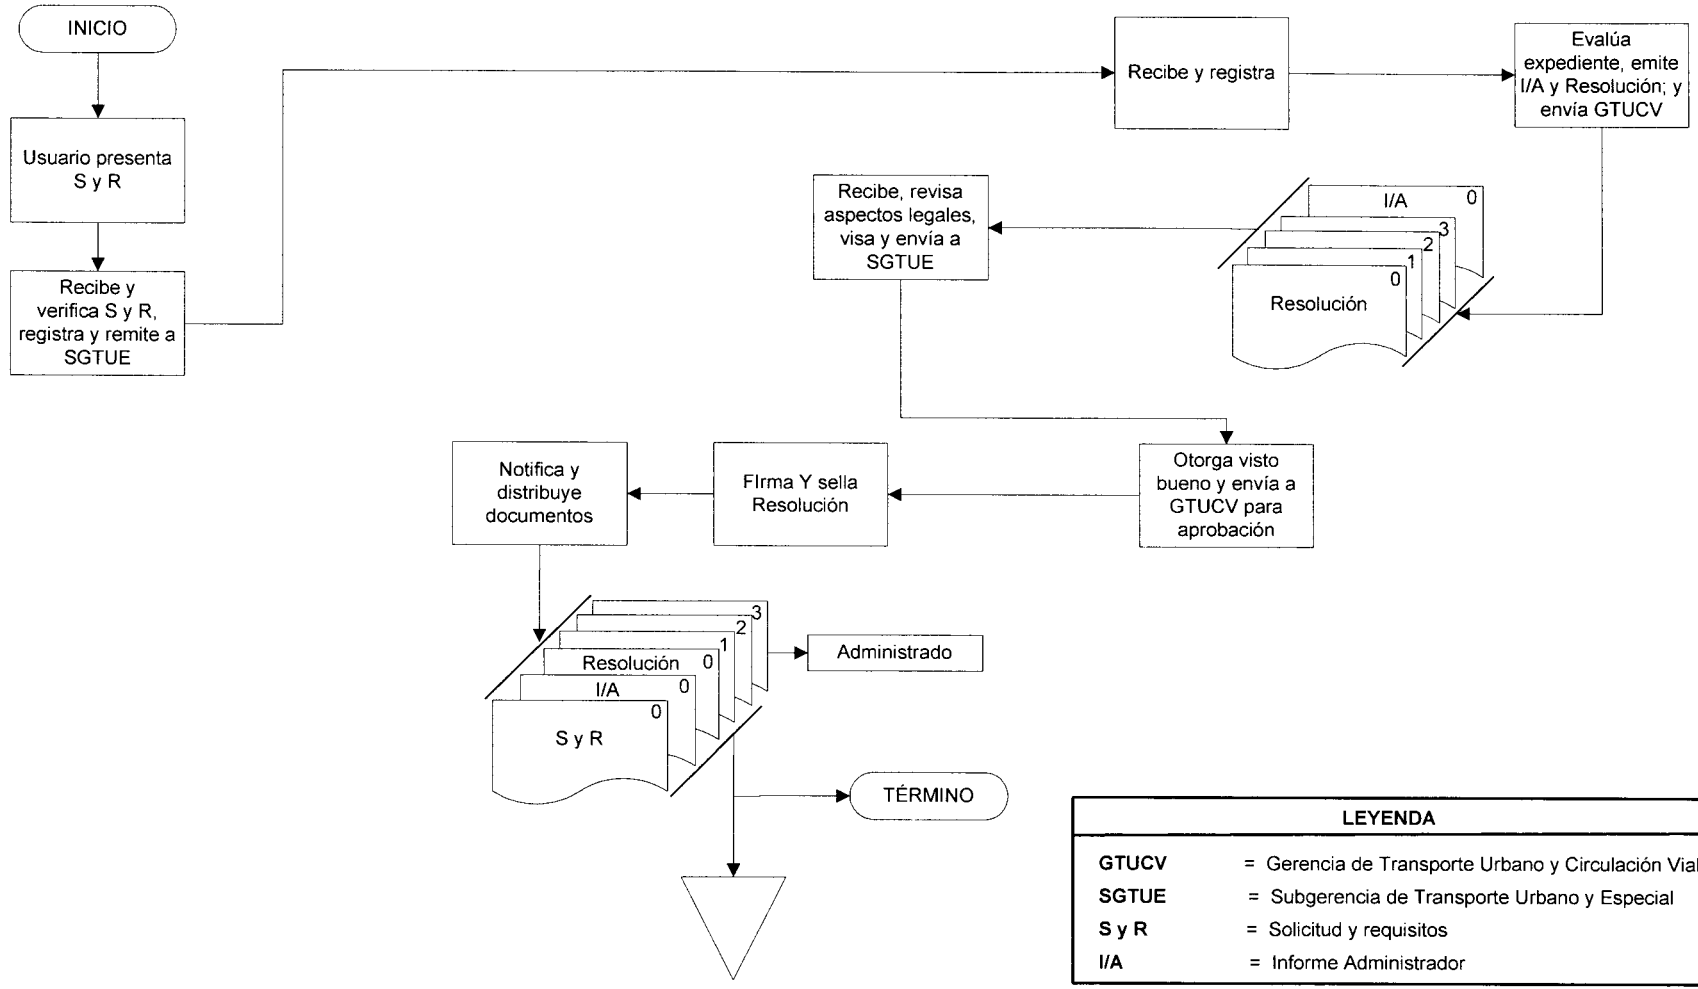 INICIO
Usuario presenta
S y R
Recibe y
verifica S y R,
registra y remite a
SGTUE
Recibe y registra
Evalúa
expediente, emite
I/A y Resolución; y
envía GTUCV
I/A 0
3
2
1
0
Resolución
Recibe, revisa
aspectos legales,
visa y envía a
SGTUE
Otorga visto
bueno y envía a
GTUCV para
aprobación
FIrma Y sella
Resolución
Notifica y
distribuye
documentos
3
2
1
Resolución 0
I/A 0
0
S y R
Administrado
TÉRMINO
LEYENDA
GTUCV = Gerencia de Transporte Urbano y Circulación Vial
SGTUE = Subgerencia de Transporte Urbano y Especial
S y R = Solicitud y requisitos
I/A = Informe Administrador